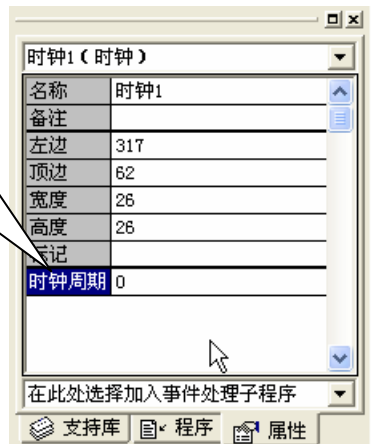 时钟1（时钟）
名称 时钟1
备注
左边 317
顶边 62
宽度 26
高度 26
标记
时钟周期 0
在此处选择加入事件处理子程序
支持库 程序 属性